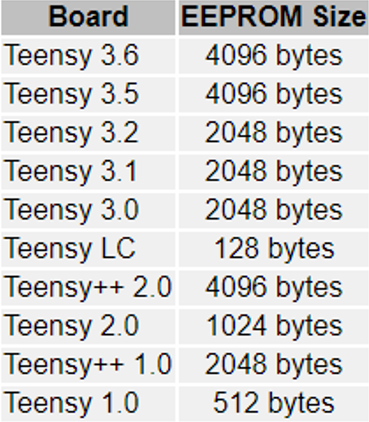 Board EEPROM Size
Teensy 3.6 4096 bytes
Teensy 3.5 4096 bytes
Teensy 3.2 2048 bytes
Teensy 3.1 2048 bytes
Teensy 3.0 2048 bytes
Teensy LC 128 bytes
Teensy++ 2.0 4096 bytes
Teensy 2.0 1024 bytes
Teensy++ 1.0 2048 bytes
Teensy 1.0 512 bytes